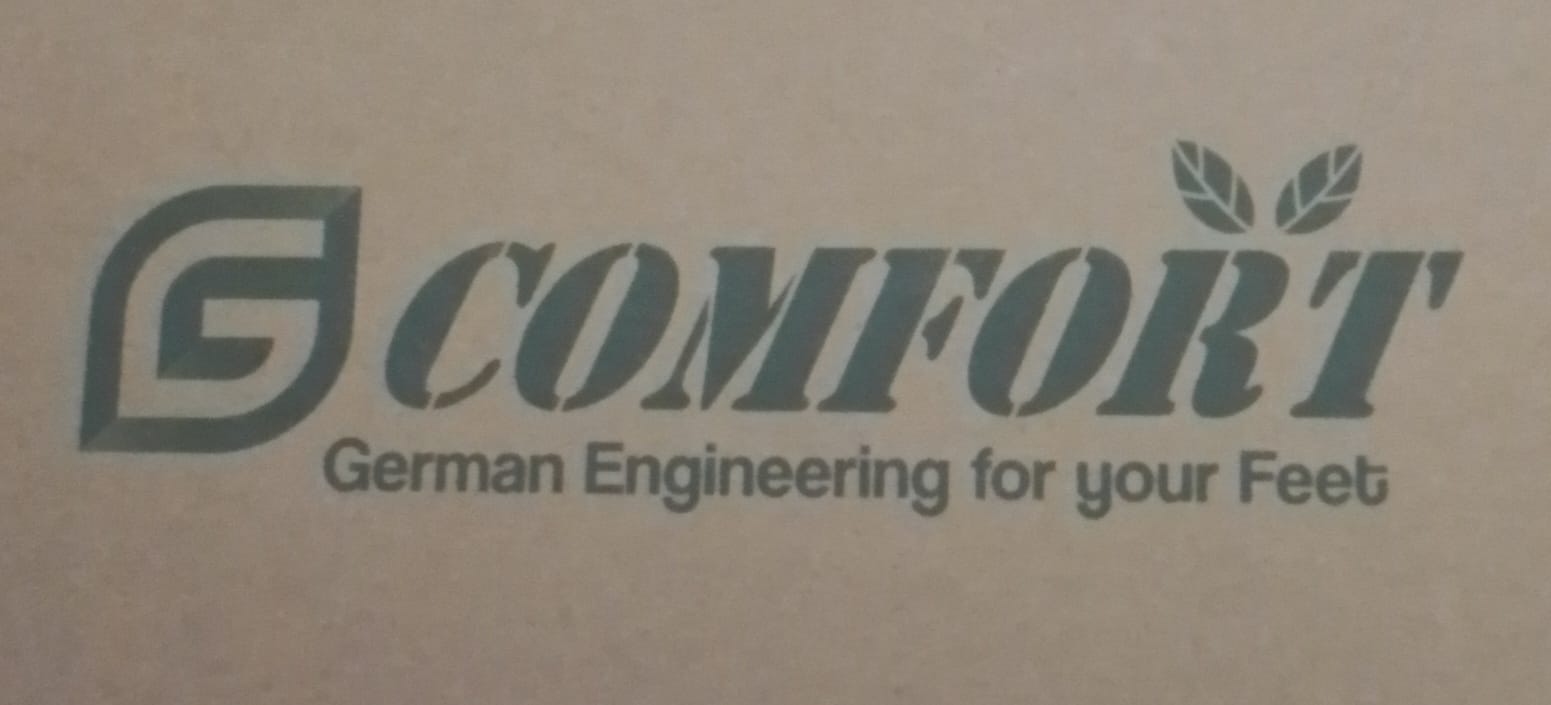 G COMFORT
German Engineering for your Feet